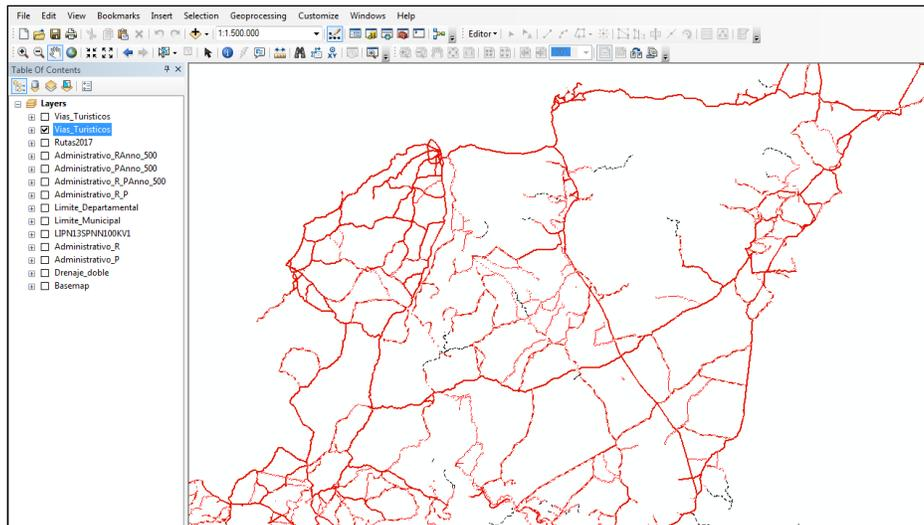 File Edit View Bookmarks Insert Selection Geoprocessing Customize Windows Help
1:1.500.000
Editor
Table Of Contents
Layers
Vias_Turisticos
Vias_Turisticos
Rutas2017
Administrativo_RAnno_500
Administrativo_PAnno_500
Administrativo_R_PAnno_500
Administrativo_R_P
Limite_Departamental
Limite_Municipal
LIPN13SPNN100KV1
Administrativo_R
Administrativo_P
Drenaje_doble
Basemap